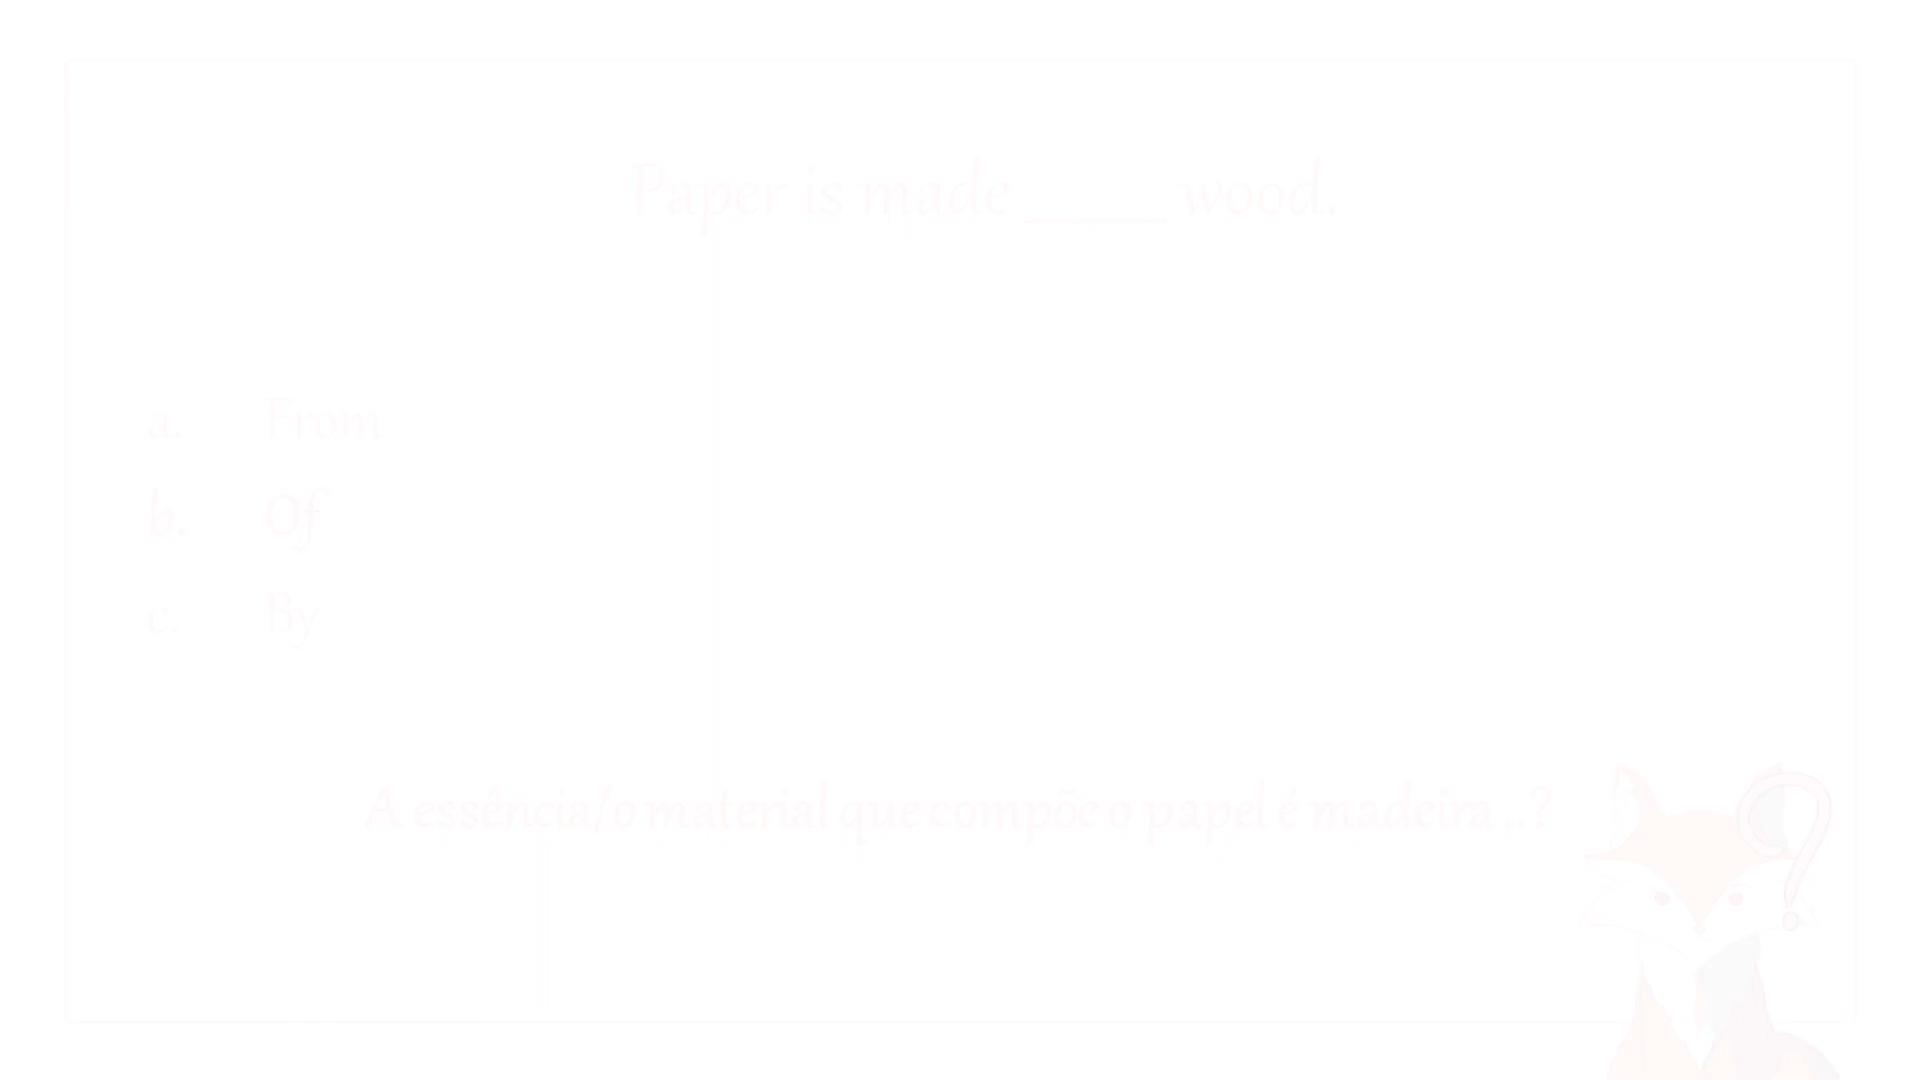 Paper is made _____ wood.
a. From
b. Of
c. By
A essência/o material que compõe o papel é madeira ..?